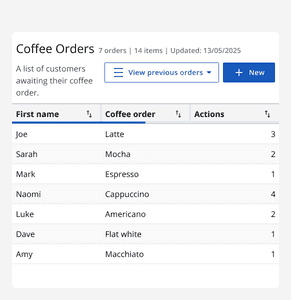 Coffee Orders 7 orders | 14 items | Updated: 13/05/2025
A list of customers
awaiting their coffee
order.
View previous orders
+ New
First name Coffee order Actions
Joe Latte 3
Sarah Mocha 2
Mark Espresso 1
Naomi Cappuccino 4
Luke Americano 2
Dave Flat white 1
Amy Macchiato 1